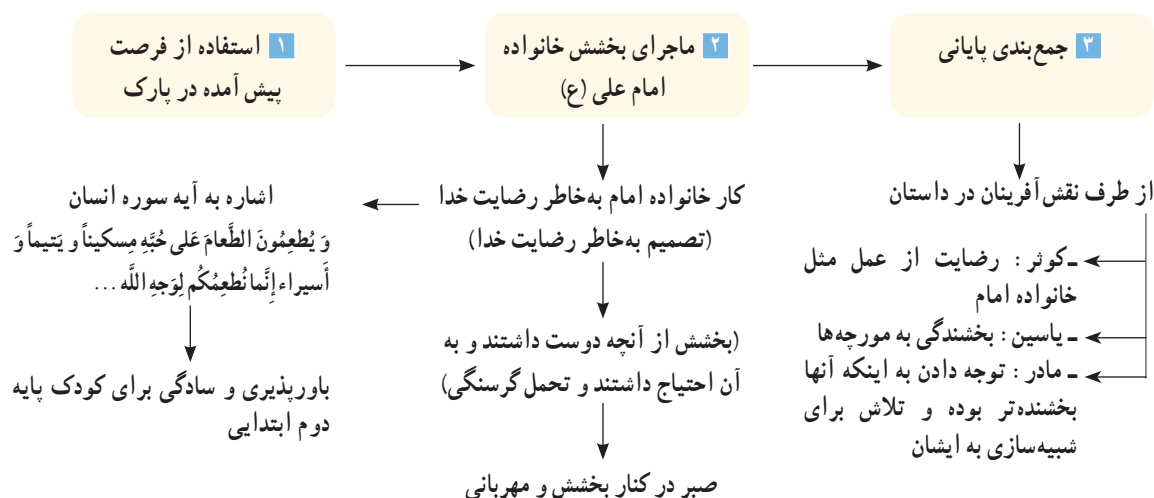 ۱ استفاده از فرصت
پیش آمده در پارک
۲ ماجرای بخشش خانواده
امام علی (ع)
۳ جمع‌بندی پایانی
کار خانواده امام به‌خاطر رضایت خدا
(تصمیم به‌خاطر رضایت خدا)
(بخشش از آنچه دوست داشتند و به
آن احتیاج داشتند و تحمل گرسنگی)
صبر در کنار بخشش و مهربانی
اشاره به آیه سوره انسان
وَ یُطعِمُونَ الطَّعامَ عَلی حُبِّهِ مِسکیناً و یَتیماً وَ
أَسیراء إِنَّما نُطعِمُکُم لِوَجهِ اللَّه ...
باورپذیری و سادگی برای کودک پایه
دوم ابتدایی
از طرف نقش‌آفرینان در داستان
ـ کوثر : رضایت از عمل مثل
خانواده امام
ـ یاسین : بخشندگی به مورچه‌ها
ـ مادر : توجه دادن به اینکه آنها
بخشنده‌تر بوده و تلاش برای
شبیه‌سازی به ایشان